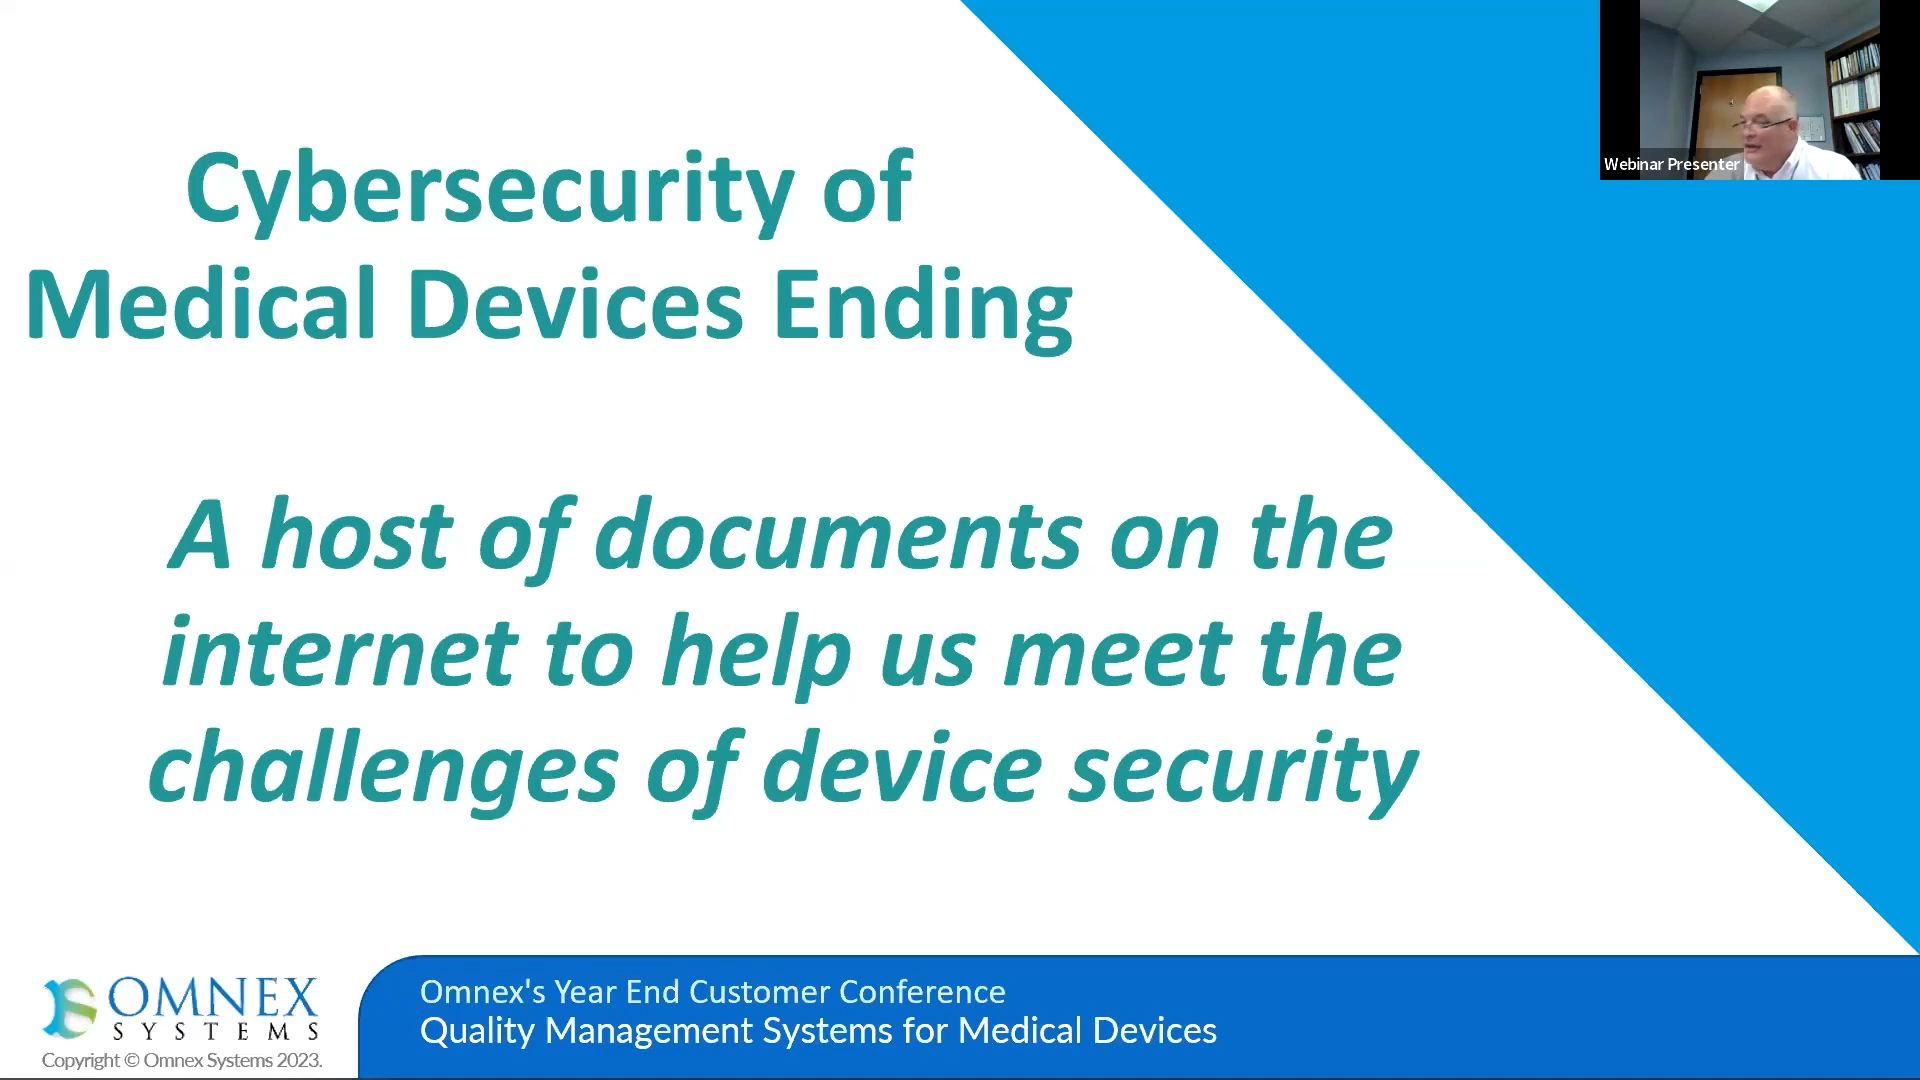 Cybersecurity of
Medical Devices Ending
A host of documents on the
internet to help us meet the
challenges of device security
Webinar Presenter
OMNEX
SYSTEMS
Copyright © Omnex Systems 2023.
Omnex's Year End Customer Conference
Quality Management Systems for Medical Devices